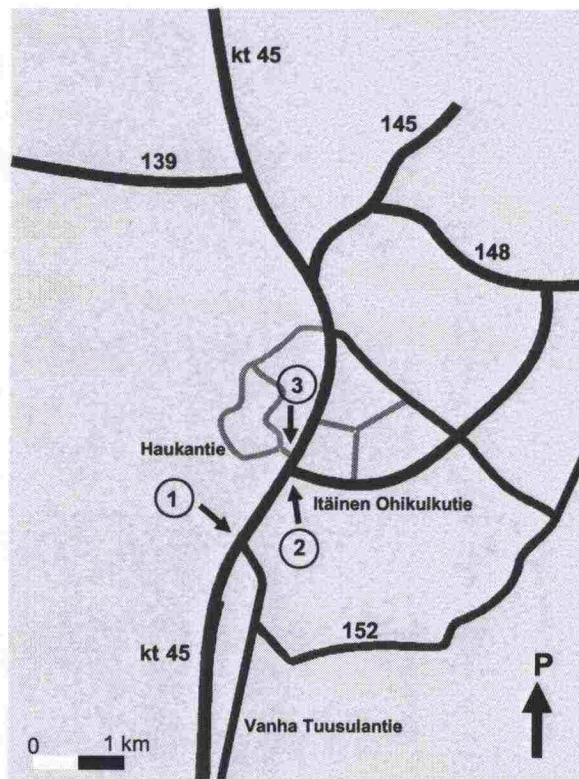 kt 45
145
139
148
3
Haukantie
1
Itäinen Ohikulkutie
2
152
kt 45
P
Vanha Tuusulantie
0 1 km